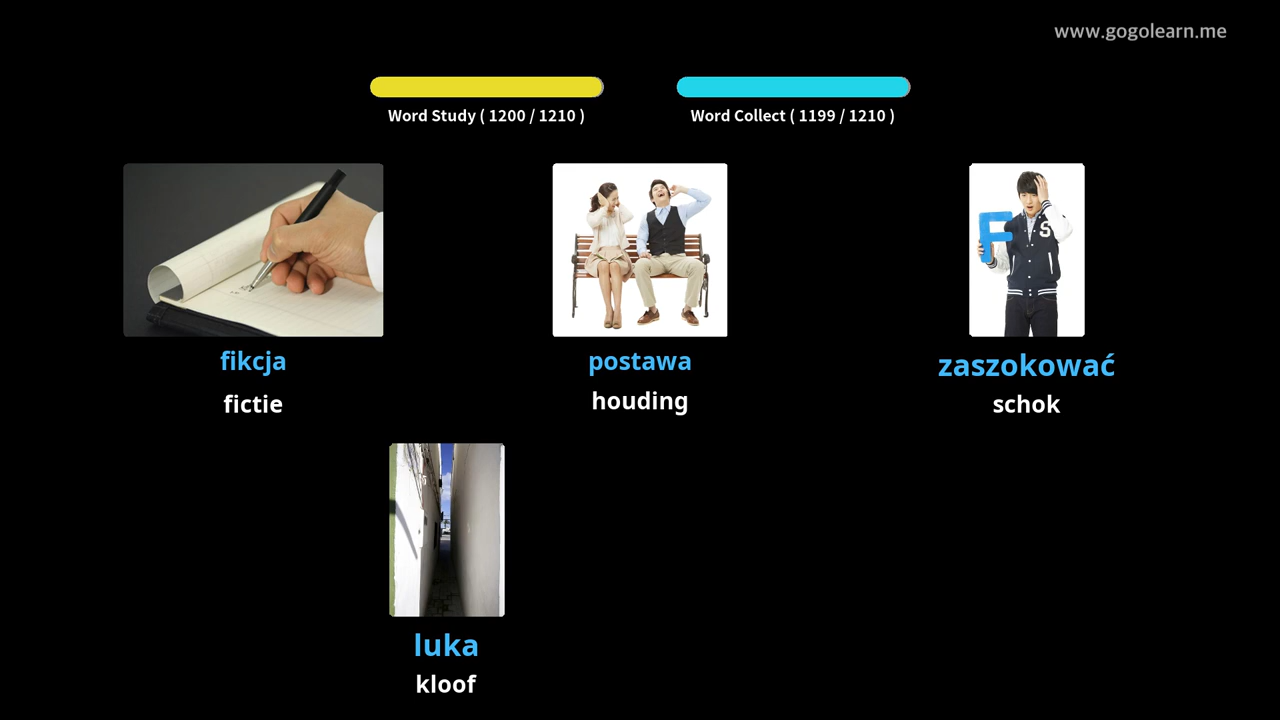 www.gogolearn.me
Word Study ( 1200 / 1210 )
Word Collect ( 1199 / 1210 )
fikcja
fictie
postawa
houding
F
S
zaszokować
schok
luka
kloof